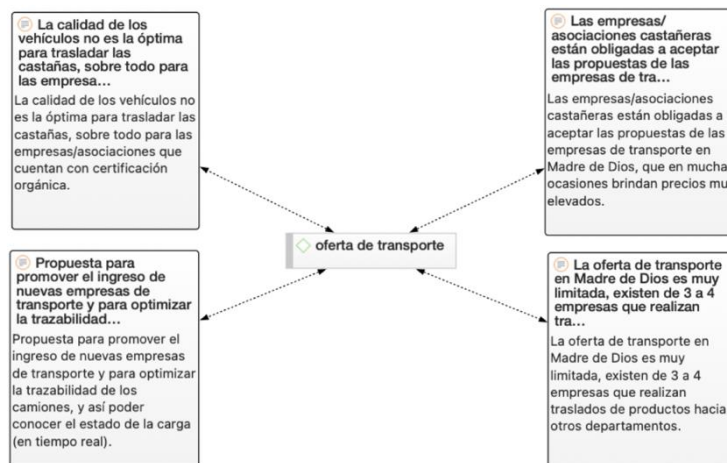 La calidad de los
vehículos no es la óptima
para trasladar las
castañas, sobre todo para
las empresa...
La calidad de los vehículos no
es la óptima para trasladar las
castañas, sobre todo para las
empresas/asociaciones que
cuentan con certificación
orgánica.
Las empresas/
asociaciones castañeras
están obligadas a aceptar
las propuestas de las
empresas de tra...
Las empresas/asociaciones
castañeras están obligadas a
aceptar las propuestas de las
empresas de transporte en
Madre de Dios, que en mucha
ocasiones brindan precios mu
elevados.
oferta de transporte
Propuesta para
promover el ingreso de
nuevas empresas de
transporte y para optimizar
la trazabilidad...
Propuesta para promover el
ingreso de nuevas empresas
de transporte y para optimizar
la trazabilidad de los
camiones, y así poder
conocer el estado de la carga
(en tiempo real).
La oferta de transporte
en Madre de Dios es muy
limitada, existen de 3 a 4
empresas que realizan
tra...
La oferta de transporte en
Madre de Dios es muy
limitada, existen de 3 a 4
empresas que realizan
traslados de productos hacia
otros departamentos.